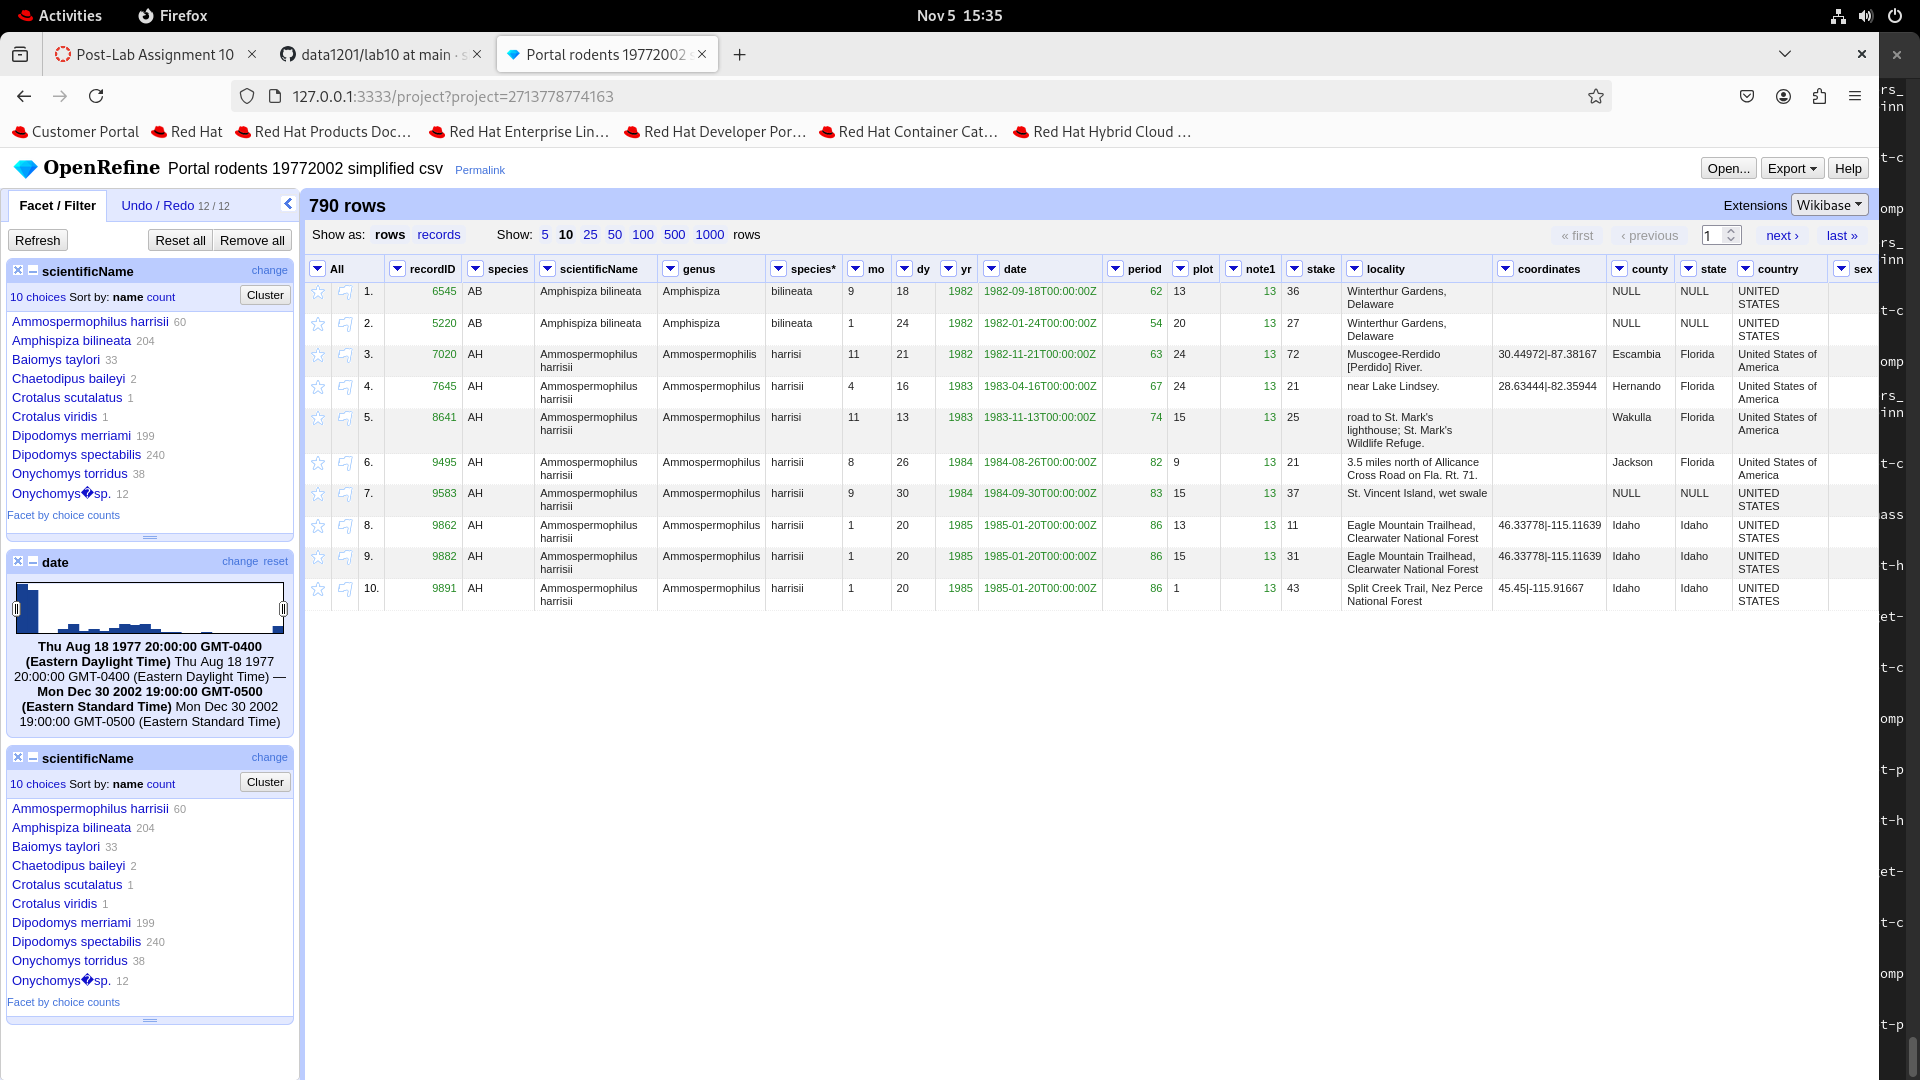 Activities Firefox Nov 5 15:35
Post-Lab Assignment 10 data1201/lab10 at main · s Portal rodents 19772002 s
127.0.0.1:3333/project?project=2713778774163
Customer Portal Red Hat Red Hat Products Doc… Red Hat Enterprise Lin… Red Hat Developer Por… Red Hat Container Cat… Red Hat Hybrid Cloud …
OpenRefine Portal rodents 19772002 simplified csv Permalink Open... Export Help
Facet / Filter Undo / Redo 12 / 12
Refresh Reset all Remove all
scientificName change
10 choices Sort by: name count Cluster
Ammospermophilus harrisii 60
Amphispiza bilineata 204
Baiomys taylori 33
Chaetodipus baileyi 2
Crotalus scutalatus 1
Crotalus viridis 1
Dipodomys merriami 199
Dipodomys spectabilis 240
Onychomys torridus 38
Onychomys�sp. 12
Facet by choice counts
date change reset
Thu Aug 18 1977 20:00:00 GMT-0400
(Eastern Daylight Time) Thu Aug 18 1977
20:00:00 GMT-0400 (Eastern Daylight Time) —
Mon Dec 30 2002 19:00:00 GMT-0500
(Eastern Standard Time) Mon Dec 30 2002
19:00:00 GMT-0500 (Eastern Standard Time)
scientificName change
10 choices Sort by: name count Cluster
Ammospermophilus harrisii 60
Amphispiza bilineata 204
Baiomys taylori 33
Chaetodipus baileyi 2
Crotalus scutalatus 1
Crotalus viridis 1
Dipodomys merriami 199
Dipodomys spectabilis 240
Onychomys torridus 38
Onychomys�sp. 12
Facet by choice counts
790 rows Extensions Wikibase
Show as: rows records Show: 5 10 25 50 100 500 1000 rows « first ‹ previous 1 next › last »
All recordID species scientificName genus species* mo dy yr date period plot note1 stake locality coordinates county state country sex
1. 6545 AB Amphispiza bilineata Amphispiza bilineata 9 18 1982 1982-09-18T00:00:00Z 62 13 13 36 Winterthur Gardens, NULL NULL UNITED
Delaware STATES
2. 5220 AB Amphispiza bilineata Amphispiza bilineata 1 24 1982 1982-01-24T00:00:00Z 54 20 13 27 Winterthur Gardens, NULL NULL UNITED
Delaware STATES
3. 7020 AH Ammospermophilus Ammospermophilis harrisi 11 21 1982 1982-11-21T00:00:00Z 63 24 13 72 Muscogee-Rerdido 30.44972|-87.38167 Escambia Florida United States of
harrisii [Perdido] River. America
4. 7645 AH Ammospermophilus Ammospermophilus harrisii 4 16 1983 1983-04-16T00:00:00Z 67 24 13 21 near Lake Lindsey. 28.63444|-82.35944 Hernando Florida United States of
harrisii America
5. 8641 AH Ammospermophilus Ammospermophilus harrisi 11 13 1983 1983-11-13T00:00:00Z 74 15 13 25 road to St. Mark's Wakulla Florida United States of
harrisii lighthouse; St. Mark's America
Wildlife Refuge.
6. 9495 AH Ammospermophilus Ammospermophilus harrisii 8 26 1984 1984-08-26T00:00:00Z 82 9 13 21 3.5 miles north of Allicance Jackson Florida United States of
harrisii Cross Road on Fla. Rt. 71. America
7. 9583 AH Ammospermophilus Ammospermophilus harrisii 9 30 1984 1984-09-30T00:00:00Z 83 15 13 37 St. Vincent Island, wet swale NULL NULL UNITED
harrisii STATES
8. 9862 AH Ammospermophilus Ammospermophilus harrisii 1 20 1985 1985-01-20T00:00:00Z 86 13 13 11 Eagle Mountain Trailhead, 46.33778|-115.11639 Idaho Idaho UNITED
harrisii Clearwater National Forest STATES
9. 9882 AH Ammospermophilus Ammospermophilus harrisii 1 20 1985 1985-01-20T00:00:00Z 86 15 13 31 Eagle Mountain Trailhead, 46.33778|-115.11639 Idaho Idaho UNITED
harrisii Clearwater National Forest STATES
10. 9891 AH Ammospermophilus Ammospermophilus harrisii 1 20 1985 1985-01-20T00:00:00Z 86 1 13 43 Split Creek Trail, Nez Perce 45.45|-115.91667 Idaho Idaho UNITED
harrisii National Forest STATES